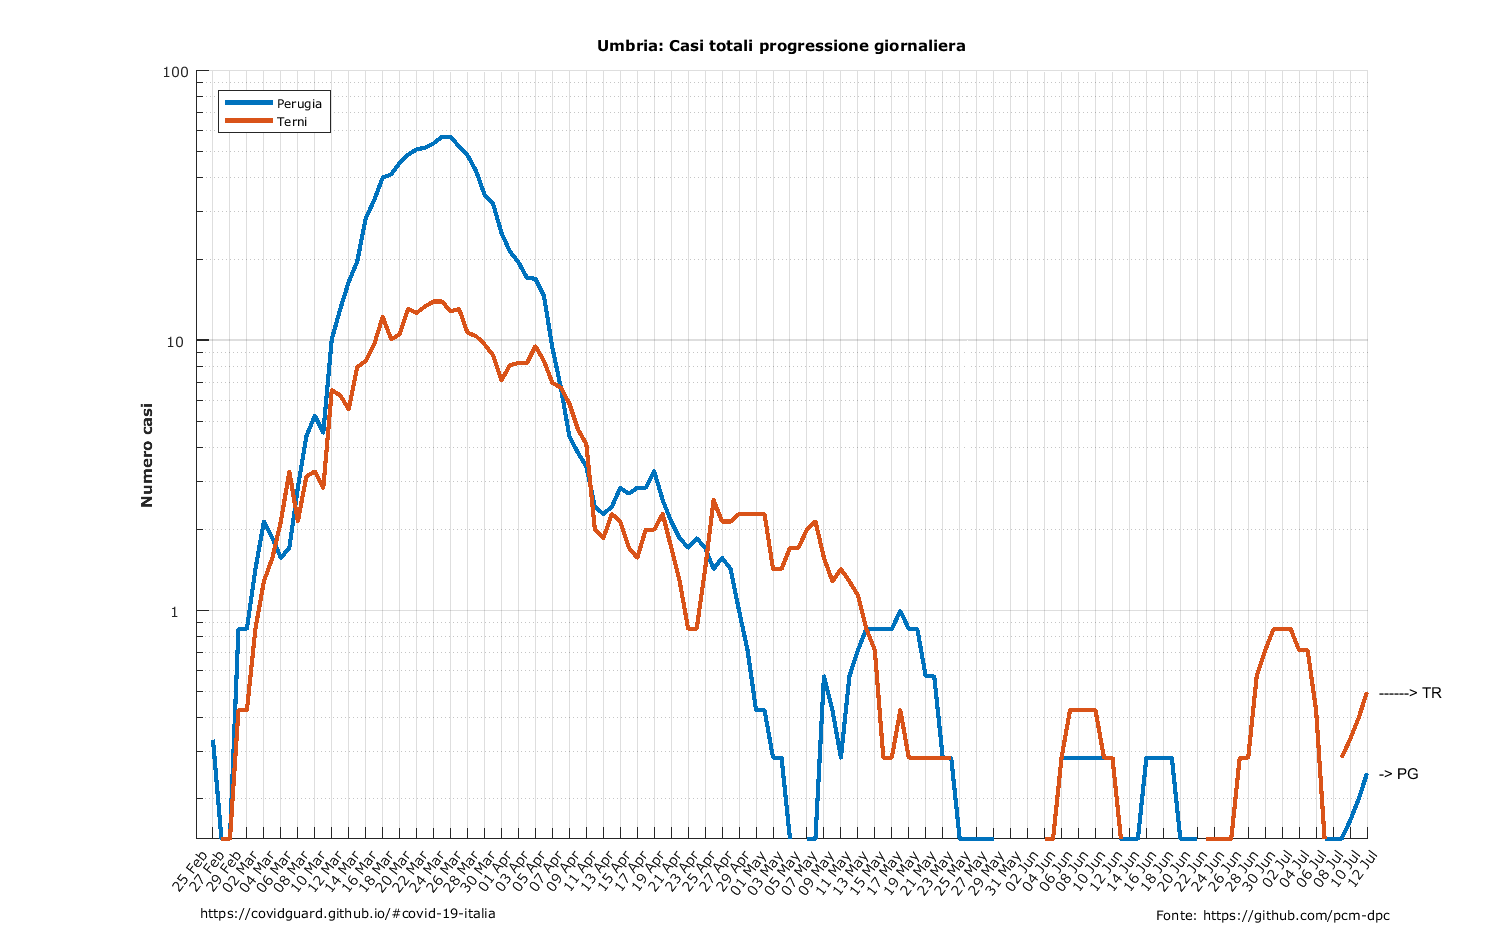 Umbria: Casi totali progressione giornaliera
100
10
1
Numero casi
Perugia
Terni
------> TR
-> PG
25 Feb
27 Feb
29 Feb
02 Mar
04 Mar
06 Mar
08 Mar
10 Mar
12 Mar
14 Mar
16 Mar
18 Mar
20 Mar
22 Mar
24 Mar
26 Mar
28 Mar
30 Mar
01 Apr
03 Apr
05 Apr
07 Apr
09 Apr
11 Apr
13 Apr
15 Apr
17 Apr
19 Apr
21 Apr
23 Apr
25 Apr
27 Apr
29 Apr
01 May
03 May
05 May
07 May
09 May
11 May
13 May
15 May
17 May
19 May
21 May
23 May
25 May
27 May
29 May
31 May
02 Jun
04 Jun
06 Jun
08 Jun
10 Jun
12 Jun
14 Jun
16 Jun
18 Jun
20 Jun
22 Jun
24 Jun
26 Jun
28 Jun
30 Jun
02 Jul
04 Jul
06 Jul
08 Jul
10 Jul
12 Jul
https://covidguard.github.io/#covid-19-italia
Fonte: https://github.com/pcm-dpc